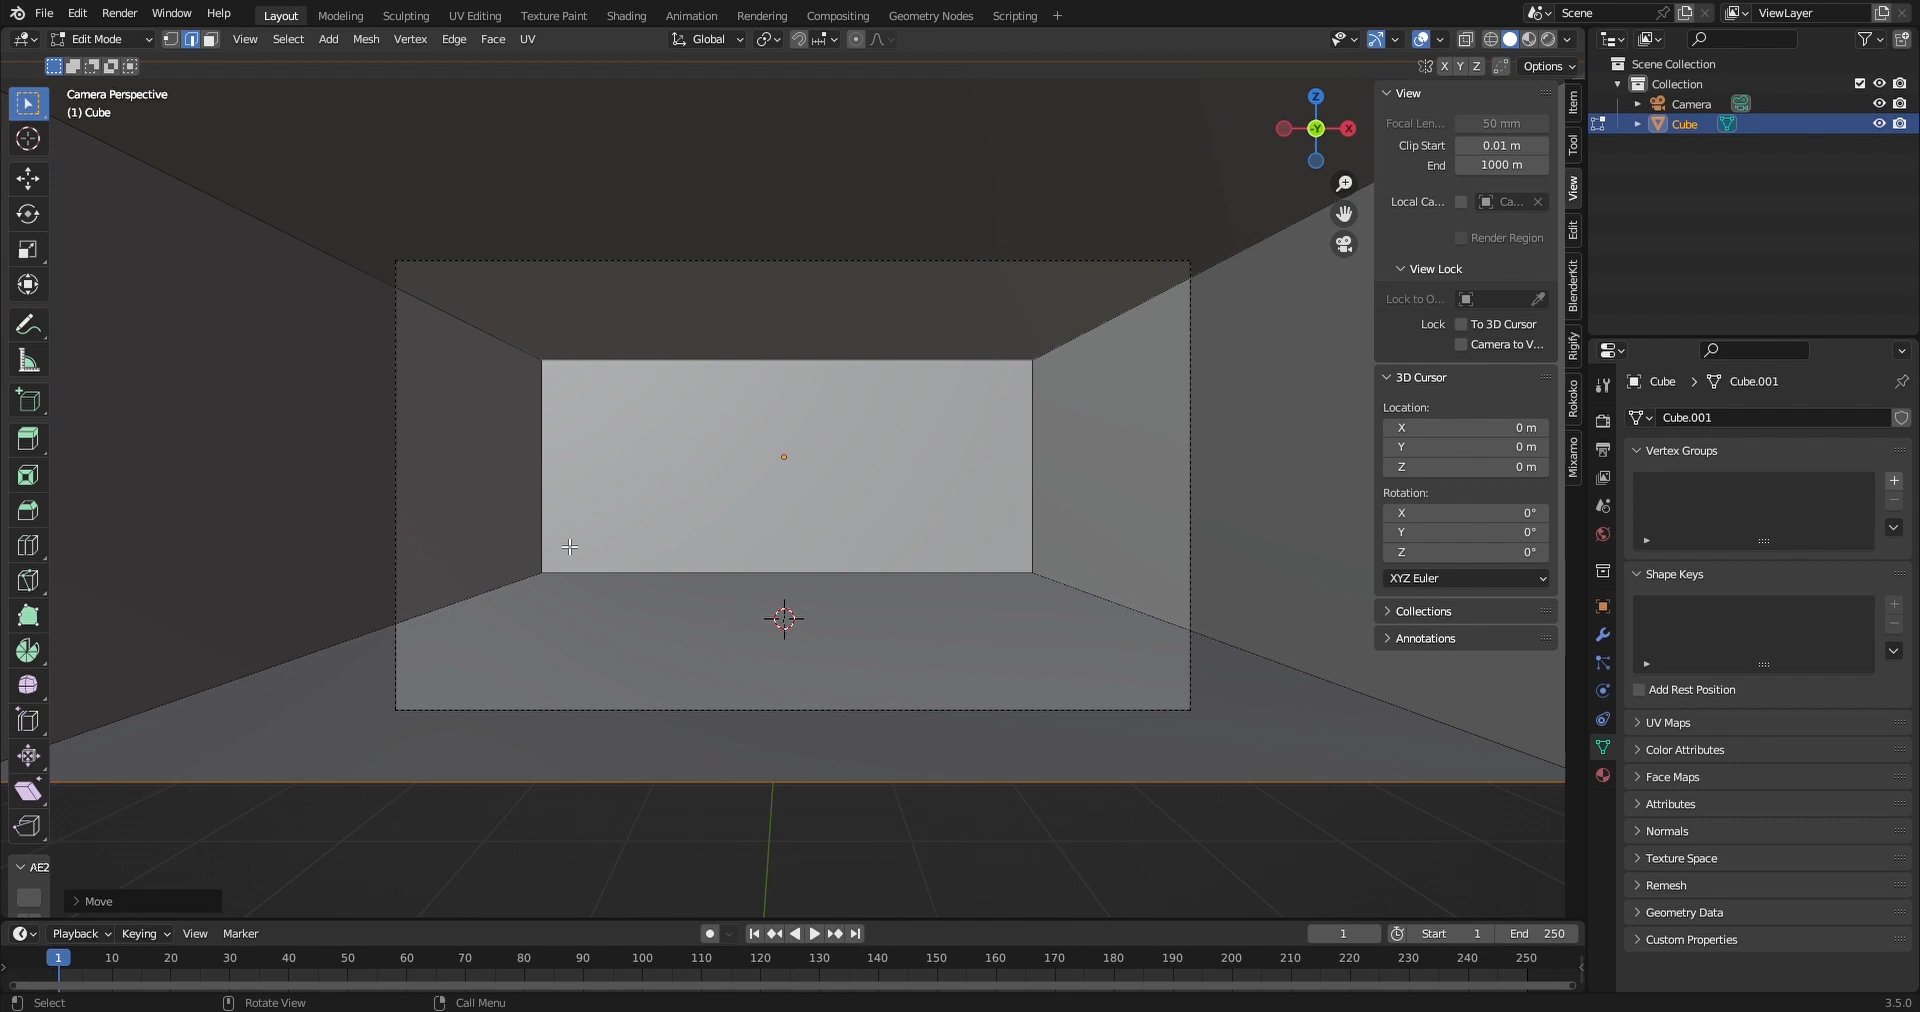 File Edit Render Window Help Layout Modeling Sculpting UV Editing Texture Paint Shading Animation Rendering Compositing Geometry Nodes Scripting + Scene ViewLayer
Edit Mode View Select Add Mesh Vertex Edge Face UV Global
X Y Z Options
Camera Perspective
(1) Cube
Z
-Y X
View
Focal Len... 50 mm
Clip Start 0.01 m
End 1000 m
Local Ca... Ca...
Render Region
View Lock
Lock to O...
Lock To 3D Cursor
Camera to V...
3D Cursor
Location:
X 0 m
Y 0 m
Z 0 m
Rotation:
X 0°
Y 0°
Z 0°
XYZ Euler
Collections
Annotations
Item
Tool
View
Edit
BlenderKit
Rigify
Rokoko
Mixamo
Scene Collection
Collection
Camera
Cube
Cube Cube.001
Cube.001
Vertex Groups
Shape Keys
Add Rest Position
UV Maps
Color Attributes
Face Maps
Attributes
Normals
Texture Space
Remesh
Geometry Data
Custom Properties
AE2
Move
Playback Keying View Marker 1 Start 1 End 250
1 10 20 30 40 50 60 70 80 90 100 110 120 130 140 150 160 170 180 190 200 210 220 230 240 250
Select Rotate View Call Menu 3.5.0